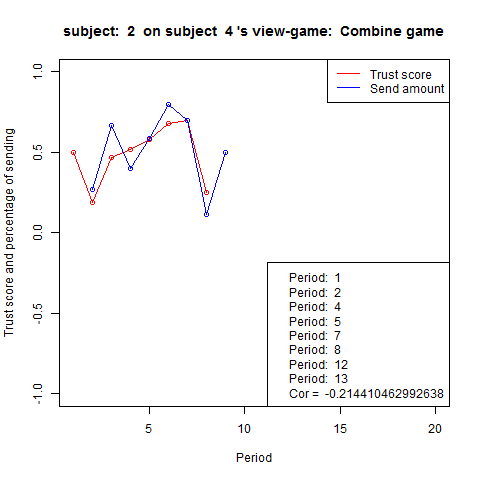 subject:  2  on subject  4 's view-game:  Combine game
Trust score
Send amount
Trust score and percentage of sending
1.0
0.5
0.0
-0.5
-1.0
Period:  1
Period:  2
Period:  4
Period:  5
Period:  7
Period:  8
Period:  12
Period:  13
Cor =  -0.214410462992638
5
10
15
20
Period